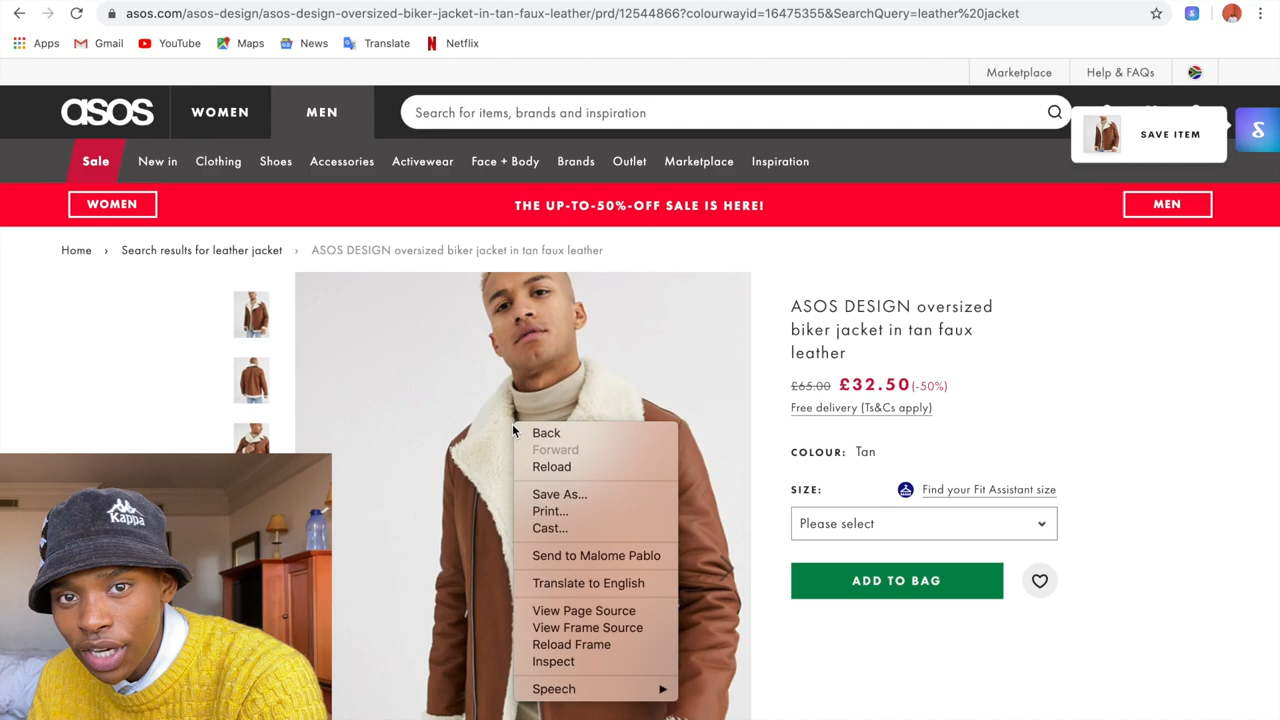 asos.com/asos-design/asos-design-oversized-biker-jacket-in-tan-faux-leather/prd/12544866?colourwayid=16475355&SearchQuery=leather%20jacket
Apps Gmail YouTube Maps News Translate Netflix
Marketplace Help & FAQs
asos WOMEN MEN Search for items, brands and inspiration
SAVE ITEM
Sale New in Clothing Shoes Accessories Activewear Face + Body Brands Outlet Marketplace Inspiration
WOMEN THE UP-TO-50%-OFF SALE IS HERE! MEN
Home › Search results for leather jacket › ASOS DESIGN oversized biker jacket in tan faux leather
ASOS DESIGN oversized
biker jacket in tan faux
leather
£65.00 £32.50 (-50%)
Free delivery (Ts&Cs apply)
COLOUR: Tan
SIZE: Find your Fit Assistant size
Please select
ADD TO BAG
Back
Forward
Reload
Save As...
Print...
Cast...
Send to Malome Pablo
Translate to English
View Page Source
View Frame Source
Reload Frame
Inspect
Speech
Kappa